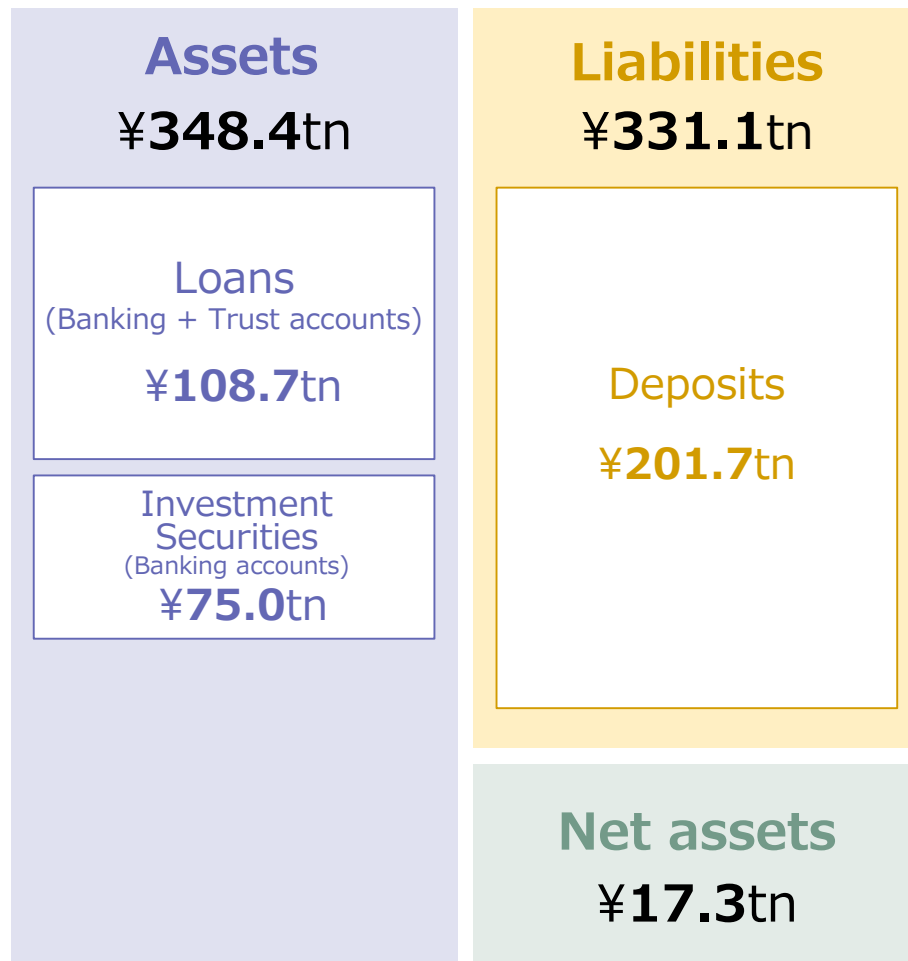 Assets
¥348.4tn
Loans
(Banking + Trust accounts)
¥108.7tn
Investment
Securities
(Banking accounts)
¥75.0tn
Liabilities
¥331.1tn
Deposits
¥201.7tn
Net assets
¥17.3tn